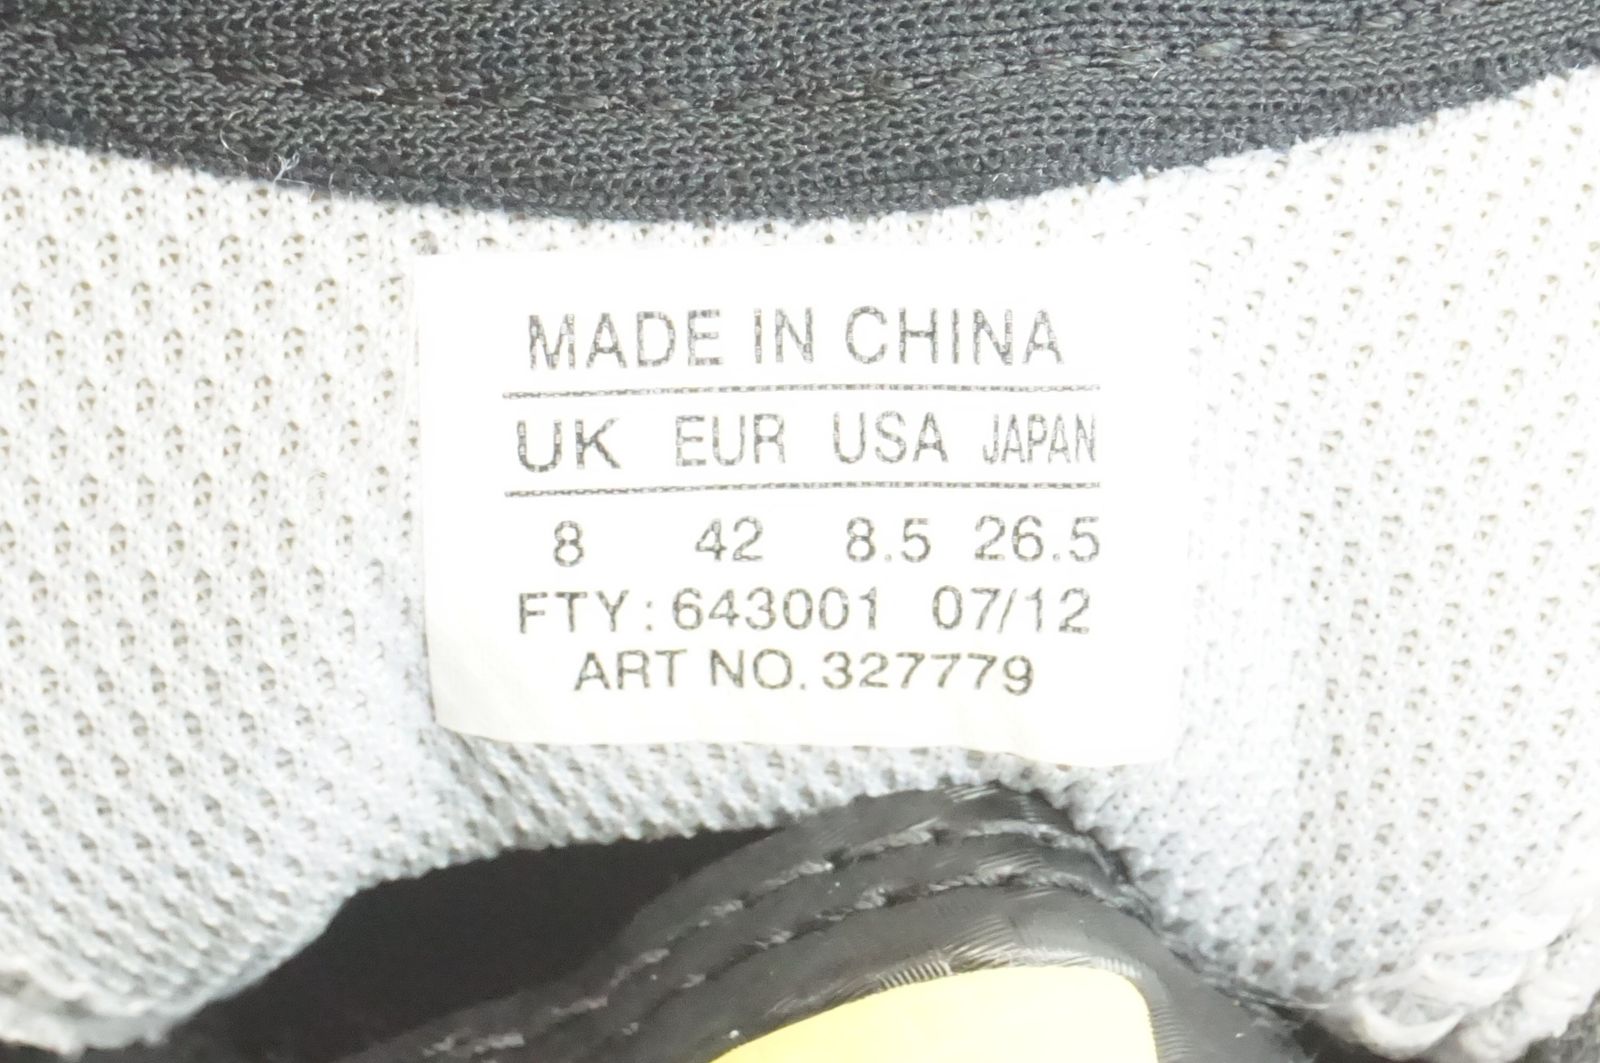 MADE IN CHINA
UK EUR USA JAPAN
8 42 8.5 26.5
FTY: 643001 07/12
ART NO. 327779